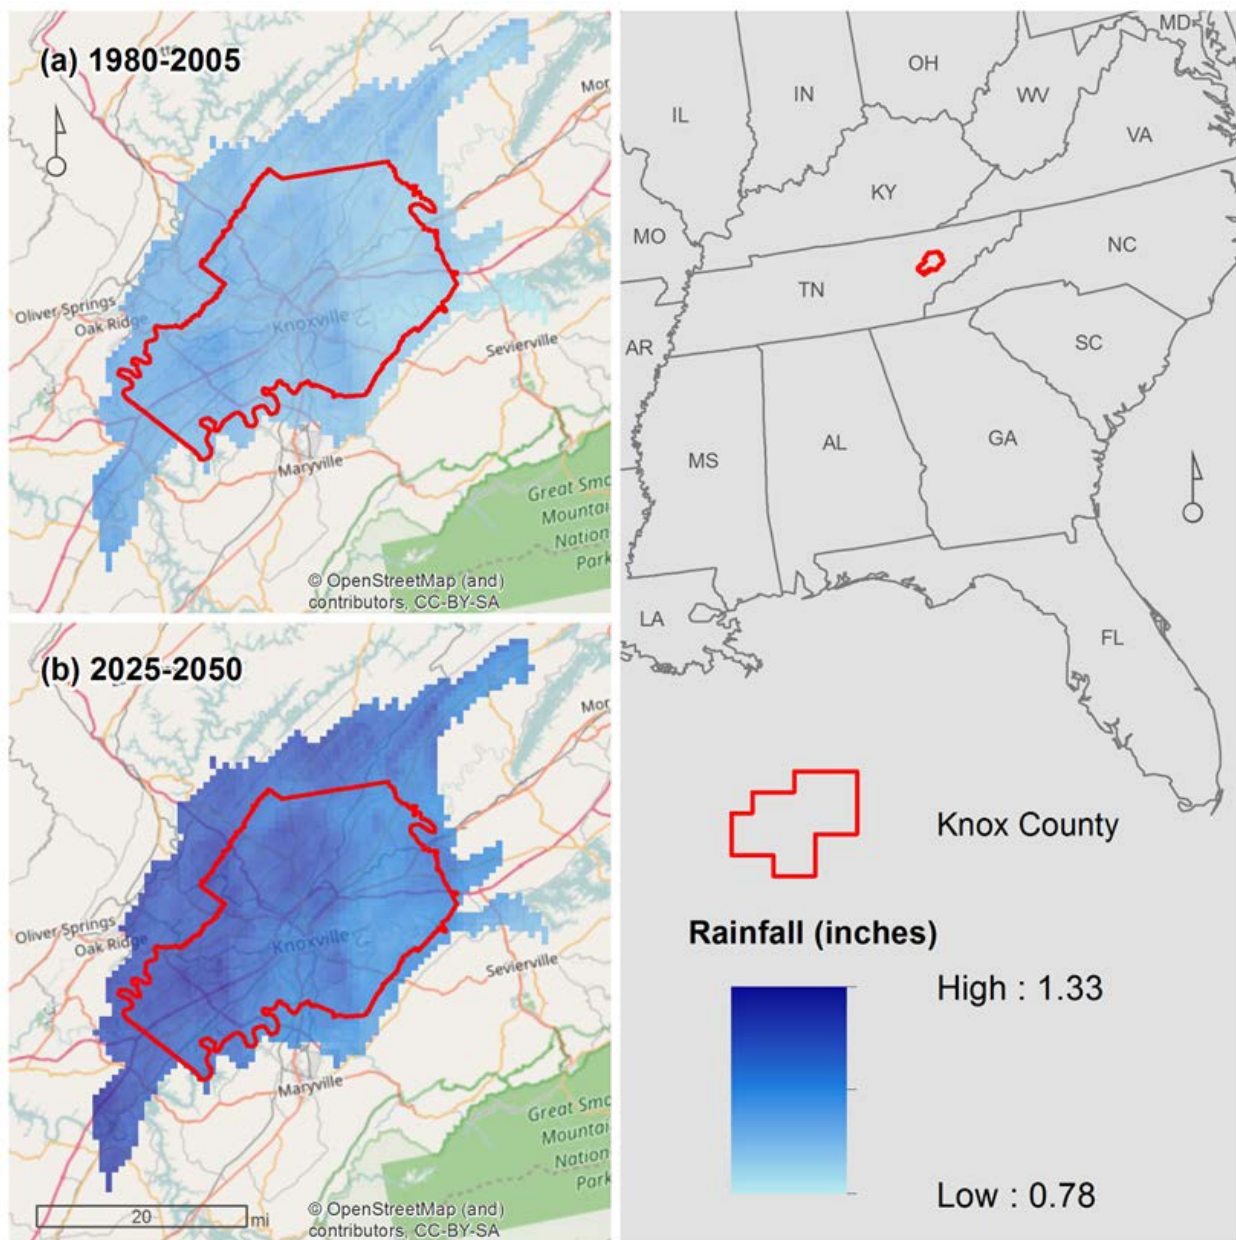 (a) 1980-2005
Mor
Oliver Springs
Oak Ridge
Knoxville
Sevierville
Maryville
Great Smo
Mountai
Nation
Park
© OpenStreetMap (and)
contributors, CC-BY-SA
(b) 2025-2050
Mor
Oliver Springs
Oak Ridge
Knoxville
Sevierville
Maryville
Great Smo
Mountai
Nation
Park
20 mi
© OpenStreetMap (and)
contributors, CC-BY-SA
MD
OH
IN
IL
WV
VA
KY
MO
NC
TN
AR
SC
GA
AL
MS
LA
FL
Knox County
Rainfall (inches)
High : 1.33
Low : 0.78